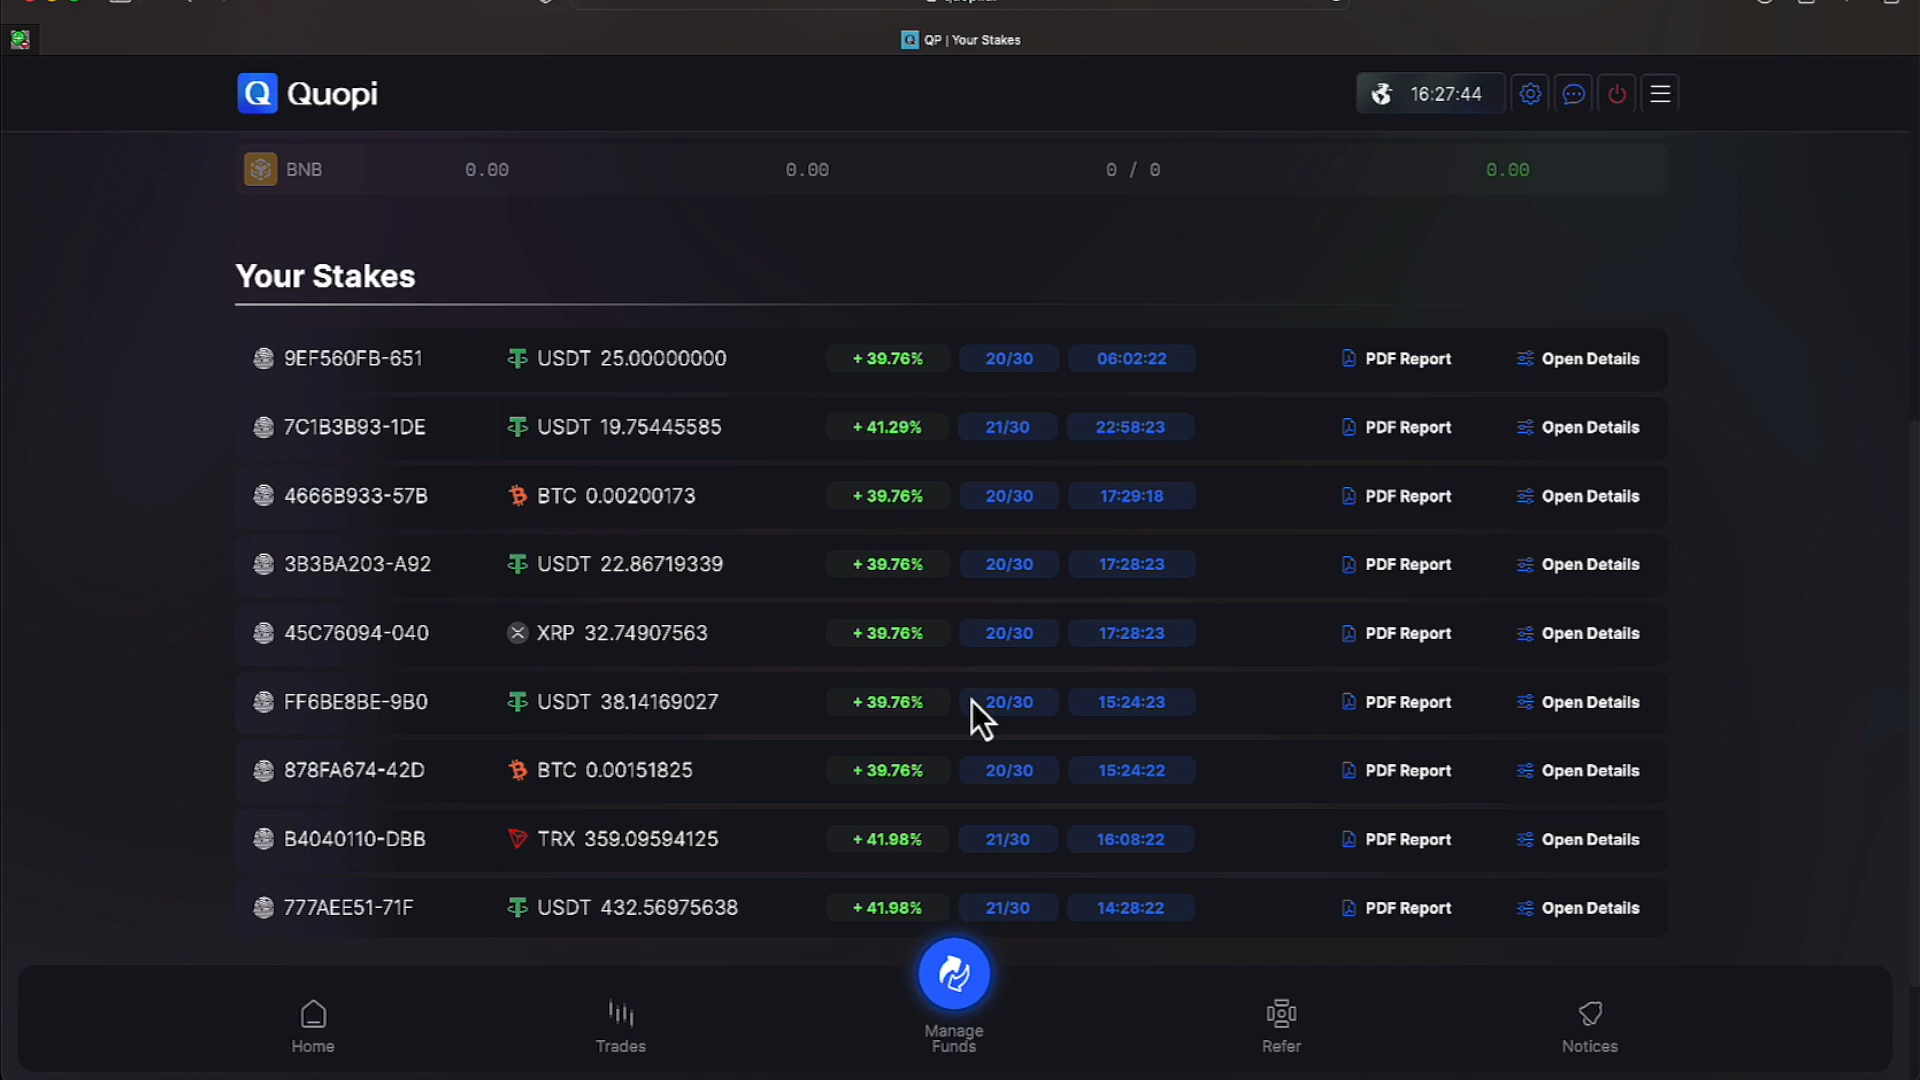 QP | Your Stakes
Quopi
16:27:44
BNB 0.00 0.00 0 / 0 0.00
Your Stakes
9EF560FB-651 USDT 25.00000000 + 39.76% 20/30 06:02:22 PDF Report Open Details
7C1B3B93-1DE USDT 19.75445585 + 41.29% 21/30 22:58:23 PDF Report Open Details
4666B933-57B BTC 0.00200173 + 39.76% 20/30 17:29:18 PDF Report Open Details
3B3BA203-A92 USDT 22.86719339 + 39.76% 20/30 17:28:23 PDF Report Open Details
45C76094-040 XRP 32.74907563 + 39.76% 20/30 17:28:23 PDF Report Open Details
FF6BE8BE-9B0 USDT 38.14169027 + 39.76% 20/30 15:24:23 PDF Report Open Details
878FA674-42D BTC 0.00151825 + 39.76% 20/30 15:24:22 PDF Report Open Details
B4040110-DBB TRX 359.09594125 + 41.98% 21/30 16:08:22 PDF Report Open Details
777AEE51-71F USDT 432.56975638 + 41.98% 21/30 14:28:22 PDF Report Open Details
Home Trades Manage Funds Refer Notices